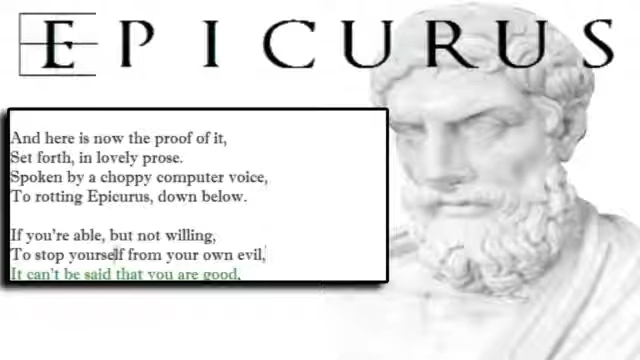 EPICURUS
And here is now the proof of it,
Set forth, in lovely prose.
Spoken by a choppy computer voice,
To rotting Epicurus, down below.
If you're able, but not willing,
To stop yourself from your own evil,
It can't be said that you are good,